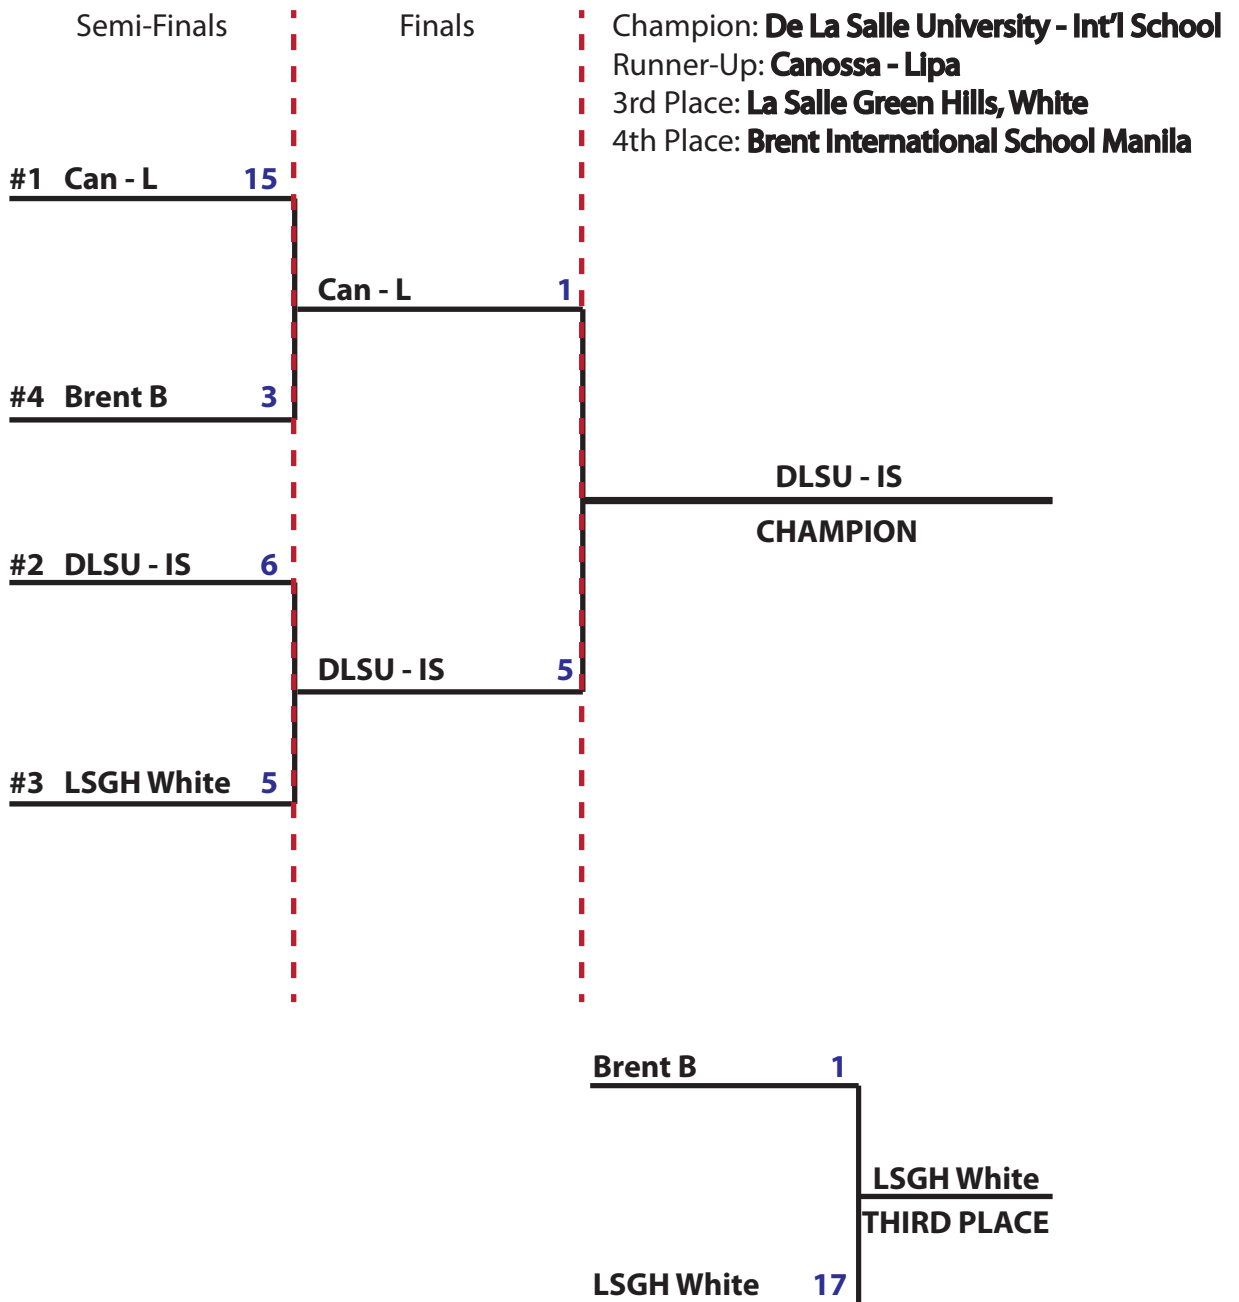 Semi-Finals
Finals
Champion: De La Salle University - Int'l School
Runner-Up: Canossa - Lipa
3rd Place: La Salle Green Hills, White
4th Place: Brent International School Manila
#1 Can - L 15
Can - L 1
#4 Brent B 3
DLSU - IS
CHAMPION
#2 DLSU - IS 6
DLSU - IS 5
#3 LSGH White 5
Brent B 1
LSGH White
THIRD PLACE
LSGH White 17